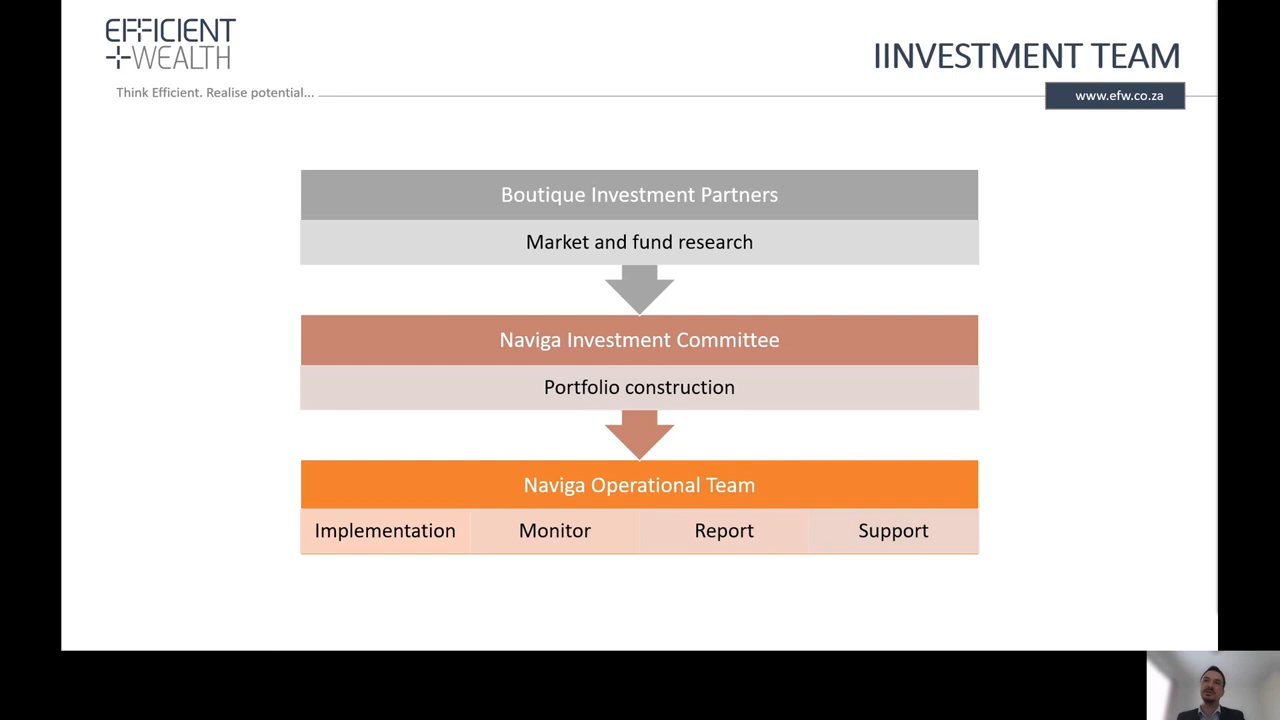 EFFICIENT
WEALTH
IINVESTMENT TEAM
Think Efficient. Realise potential...
www.efw.co.za
Boutique Investment Partners
Market and fund research
Naviga Investment Committee
Portfolio construction
Naviga Operational Team
Implementation Monitor Report Support